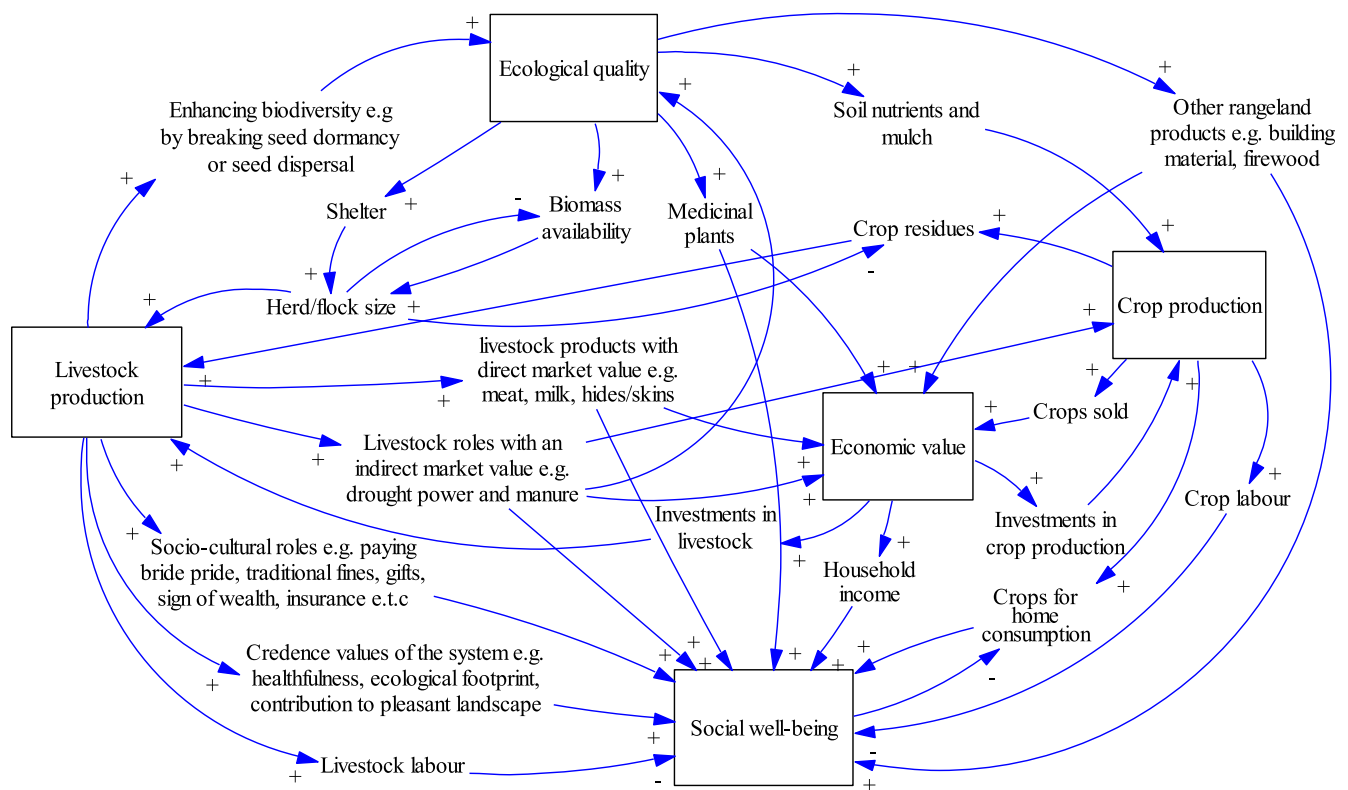 Ecological quality
Enhancing biodiversity e.g
by breaking seed dormancy
or seed dispersal
Soil nutrients and
mulch
Other rangeland
products e.g. building
material, firewood
Shelter
Biomass
availability
Medicinal
plants
Crop residues
Herd/flock size
Crop production
Livestock
production
livestock products with
direct market value e.g.
meat, milk, hides/skins
Crops sold
Economic value
Livestock roles with an
indirect market value e.g.
drought power and manure
Crop labour
Investments in
livestock
Investments in
crop production
Socio-cultural roles e.g. paying
bride pride, traditional fines, gifts,
sign of wealth, insurance e.t.c
Household
income
Crops for
home
consumption
Credence values of the system e.g.
healthfulness, ecological footprint,
contribution to pleasant landscape
Social well-being
Livestock labour